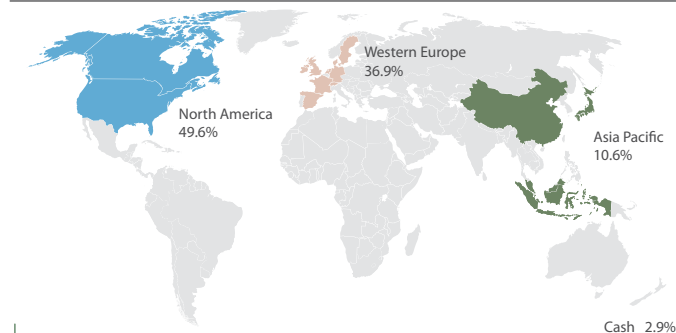 Western Europe
36.9%
North America
49.6%
Asia Pacific
10.6%
Cash 2.9%